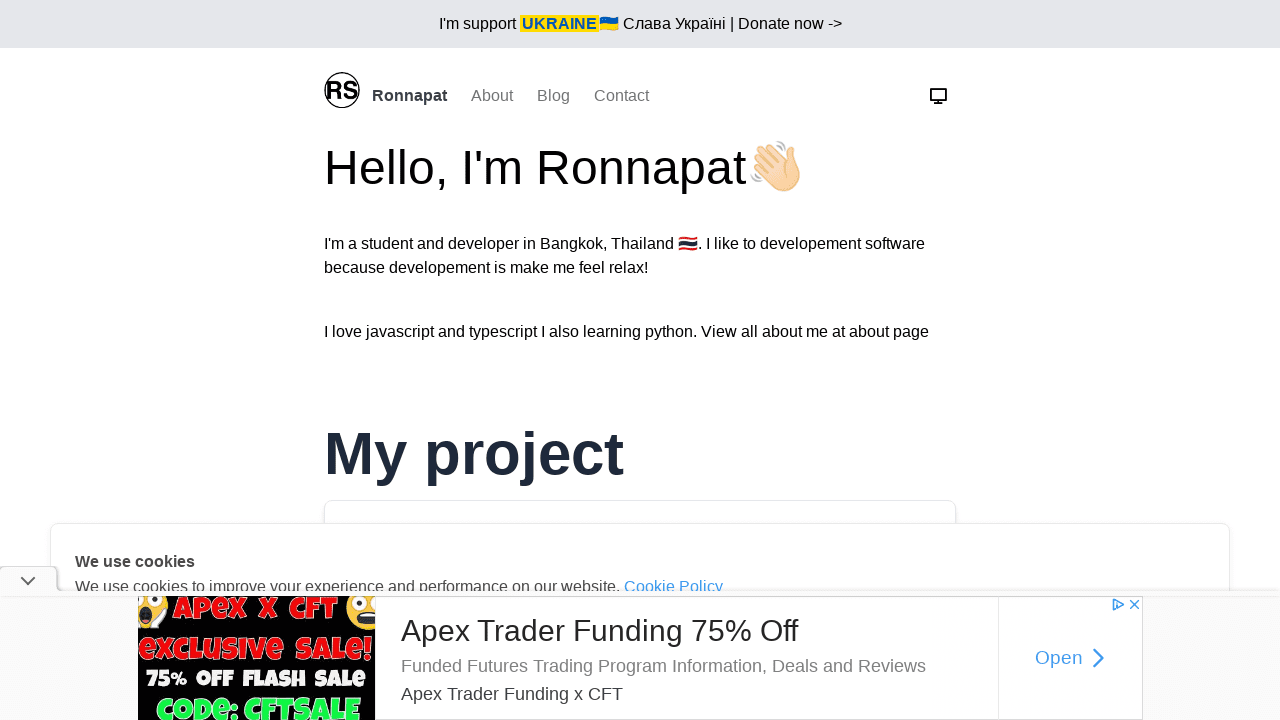 I'm support UKRAINE🇺🇦 Слава Україні | Donate now ->
RS Ronnapat About Blog Contact
Hello, I'm Ronnapat👋🏻
I'm a student and developer in Bangkok, Thailand 🇹🇭. I like to developement software
because developement is make me feel relax!
I love javascript and typescript I also learning python. View all about me at about page
My project
We use cookies
We use cookies to improve your experience and performance on our website. Cookie Policy
APEX X CFT
EXCLUSIVE SALE!
75% OFF FLASH SALE
CODE: CFTSALE
Apex Trader Funding 75% Off
Funded Futures Trading Program Information, Deals and Reviews
Apex Trader Funding x CFT
Open